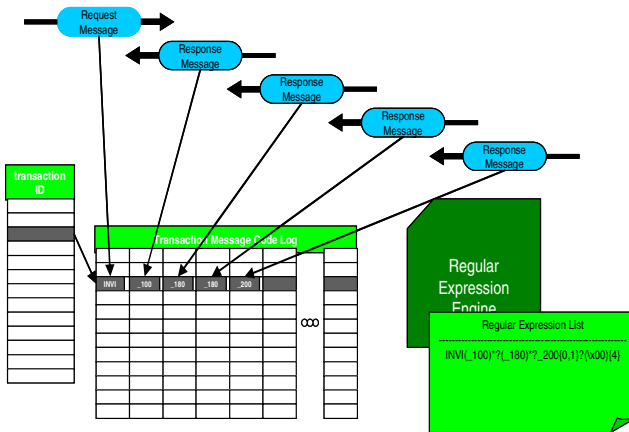 Request
Message
Response
Message
Response
Message
Response
Message
Response
Message
transaction
ID
Transaction Message Code Log
INVI _100 _180 _180 _200
Regular
Expression
Engine
Regular Expression List
INVI(_100)*?(_180)*?_200{0,1}?(\x00){4}